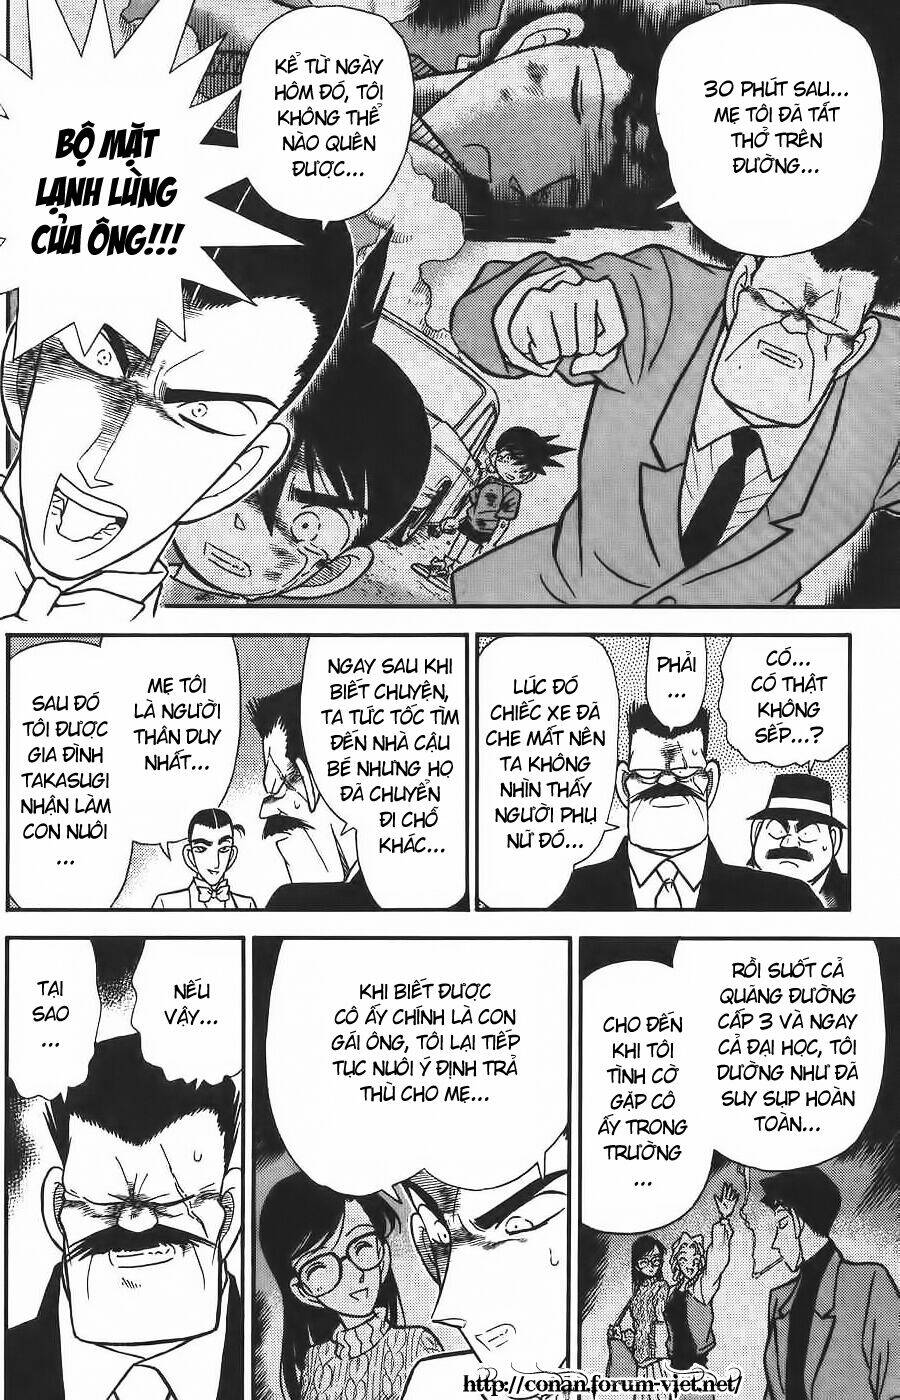 30 PHÚT SAU...
MẸ TÔI ĐÃ TẮT
THỞ TRÊN
ĐƯỜNG...
KỂ TỪ NGÀY
HÔM ĐÓ, TÔI
KHÔNG THỂ
NÀO QUÊN
ĐƯỢC...
BỘ MẶT
LẠNH LÙNG
CỦA ÔNG!!!
CÓ...
CÓ THẬT
KHÔNG
SẾP...?
PHẢI
...
LÚC ĐÓ
CHIẾC XE ĐÃ
CHE MẤT NÊN
TA KHÔNG
NHÌN THẤY
NGƯỜI PHỤ
NỮ ĐÓ...
NGAY SAU KHI
BIẾT CHUYỆN,
TA TỨC TỐC TÌM
ĐẾN NHÀ CẬU
BÉ NHƯNG HỌ
ĐÃ CHUYỂN
ĐI CHỖ
KHÁC...
MẸ TÔI
LÀ NGƯỜI
THÂN DUY
NHẤT...
SAU ĐÓ
TÔI ĐƯỢC
GIA ĐÌNH
TAKASUGI
NHẬN LÀM
CON NUÔI
...
RỒI SUỐT CẢ
QUÃNG ĐƯỜNG
CẤP 3 VÀ NGAY
CẢ ĐẠI HỌC, TÔI
DƯỜNG NHƯ ĐÃ
SUY SỤP HOÀN
TOÀN...
CHO ĐẾN
KHI TÔI
TÌNH CỜ
GẶP CÔ
ẤY TRONG
TRƯỜNG
...
KHI BIẾT ĐƯỢC
CÔ ẤY CHÍNH LÀ CON
GÁI ÔNG, TÔI LẠI TIẾP
TỤC NUÔI Ý ĐỊNH TRẢ
THÙ CHO MẸ...
NẾU
VẬY...
TẠI
SAO
...
http://conan.forum-viet.net/